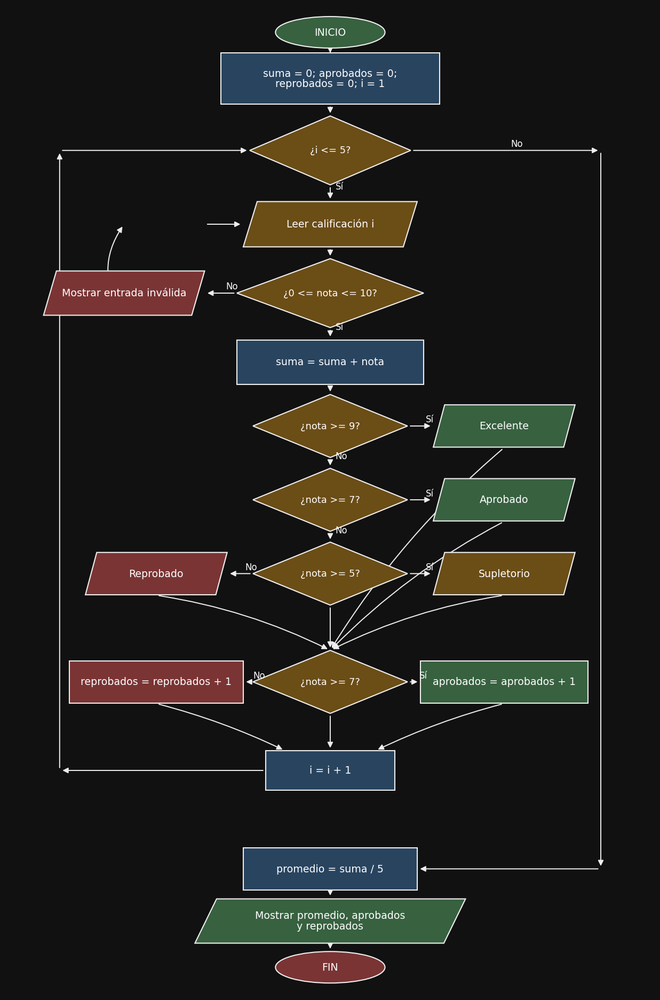 INICIO
suma = 0; aprobados = 0;
reprobados = 0; i = 1
¿i <= 5?
No
Sí
Leer calificación i
Mostrar entrada inválida
No
¿0 <= nota <= 10?
Sí
suma = suma + nota
¿nota >= 9?
Sí
Excelente
No
¿nota >= 7?
Sí
Aprobado
No
Reprobado
No
¿nota >= 5?
Sí
Supletorio
reprobados = reprobados + 1
No
¿nota >= 7?
Sí
aprobados = aprobados + 1
i = i + 1
promedio = suma / 5
Mostrar promedio, aprobados
y reprobados
FIN